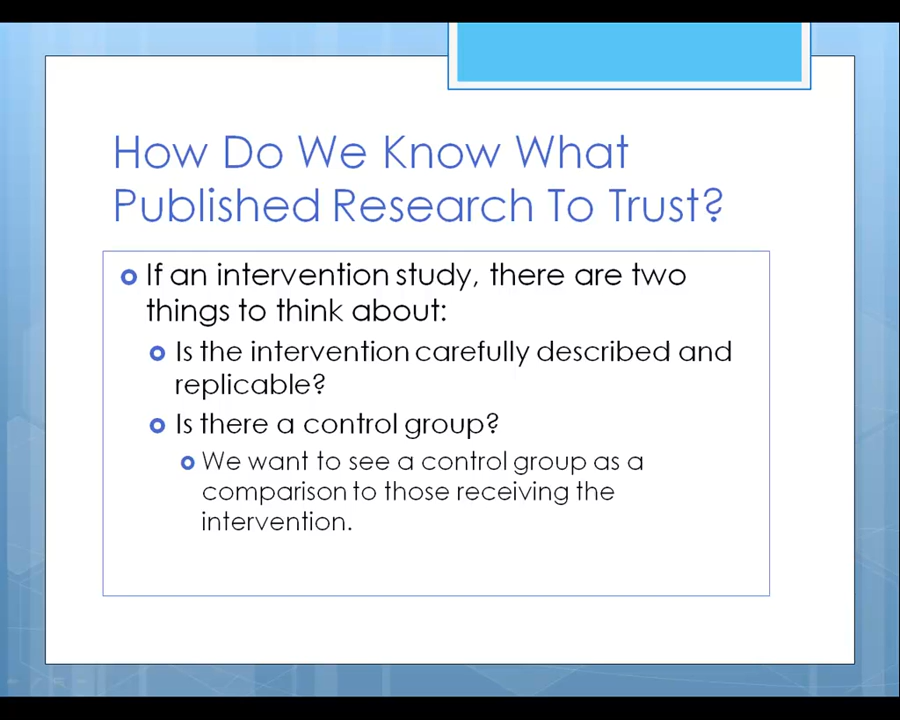 How Do We Know What
Published Research To Trust?
If an intervention study, there are two
things to think about:
Is the intervention carefully described and
replicable?
Is there a control group?
We want to see a control group as a
comparison to those receiving the
intervention.